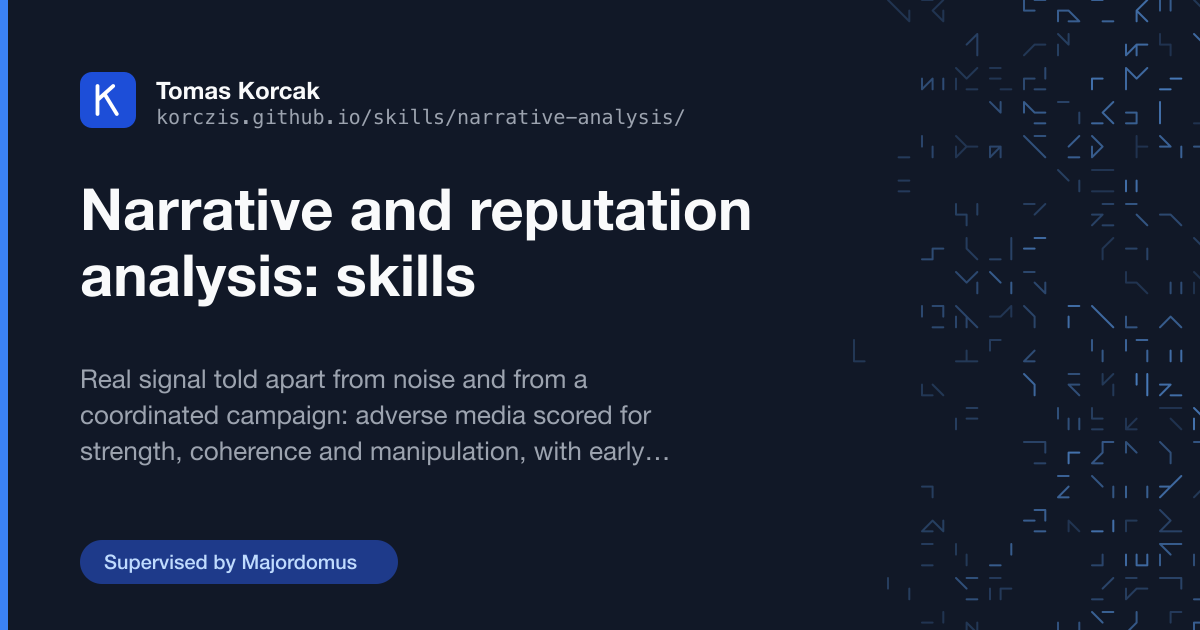 K
Tomas Korcak
korczis.github.io/skills/narrative-analysis/
Narrative and reputation
analysis: skills
Real signal told apart from noise and from a
coordinated campaign: adverse media scored for
strength, coherence and manipulation, with early…
Supervised by Majordomus